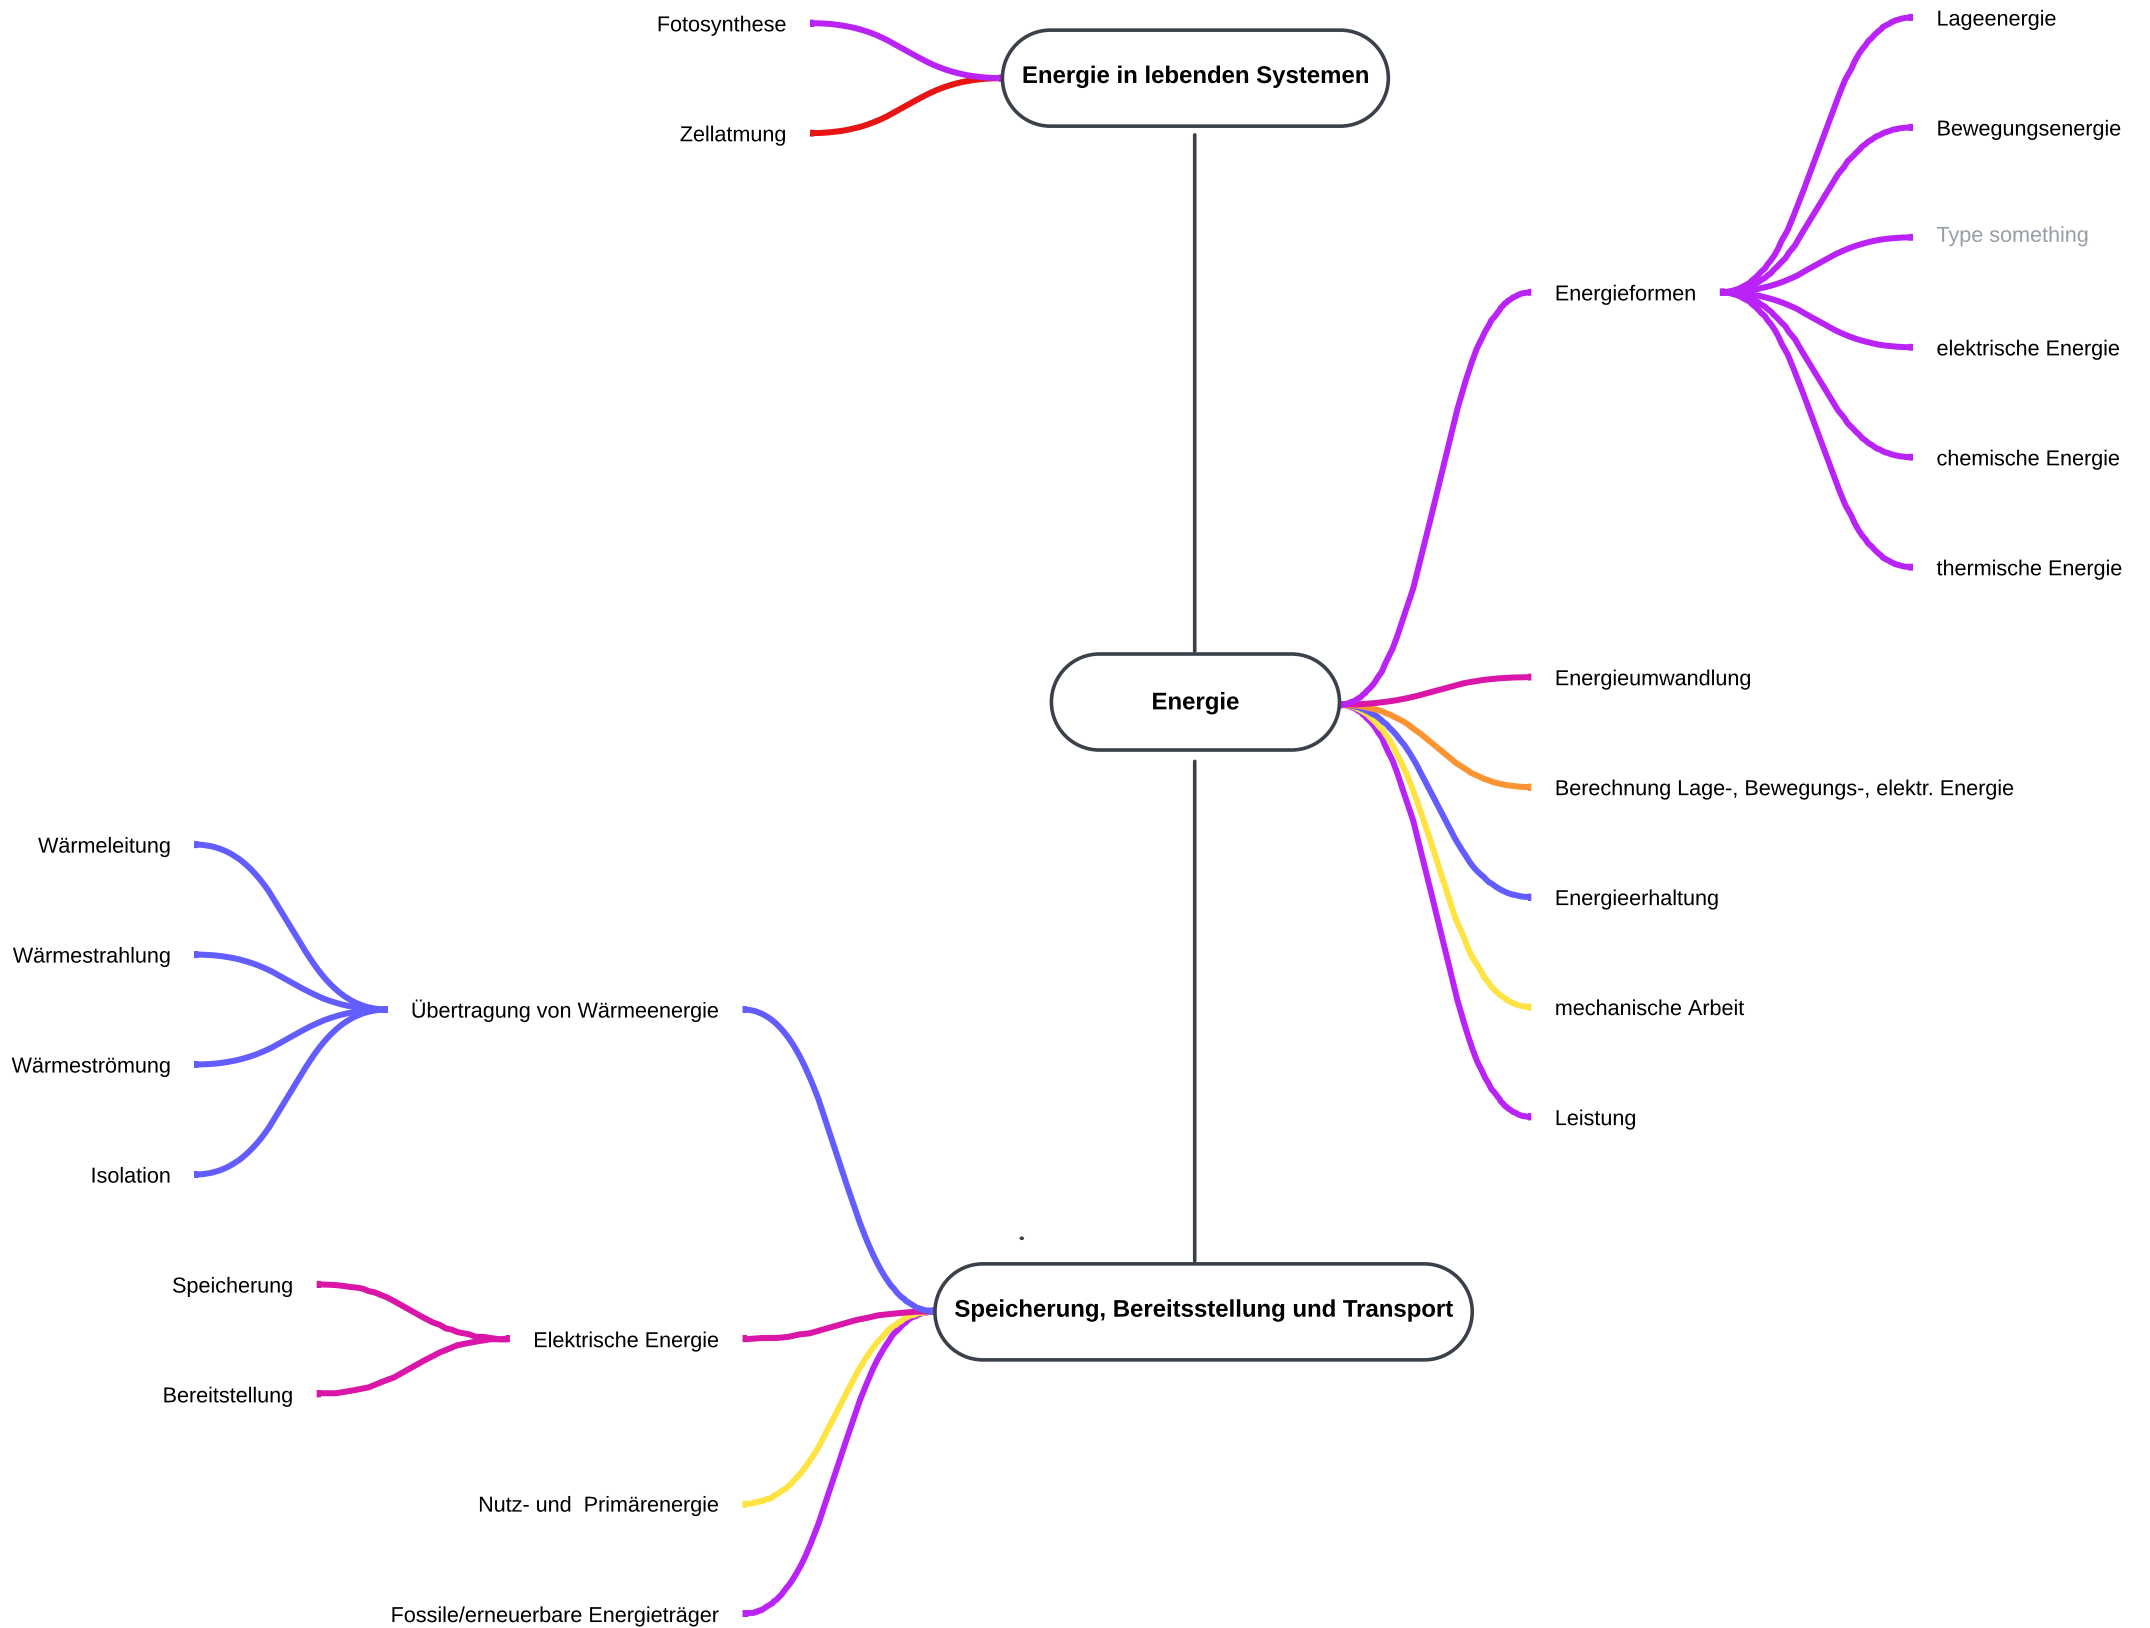 Fotosynthese
Energie in lebenden Systemen
Zellatmung
Lageenergie
Bewegungsenergie
Type something
Energieformen
elektrische Energie
chemische Energie
thermische Energie
Energie
Energieumwandlung
Berechnung Lage-, Bewegungs-, elektr. Energie
Energieerhaltung
mechanische Arbeit
Leistung
Wärmeleitung
Wärmestrahlung
Übertragung von Wärmeenergie
Wärmeströmung
Isolation
Speicherung, Bereitsstellung und Transport
Speicherung
Elektrische Energie
Bereitstellung
Nutz- und  Primärenergie
Fossile/erneuerbare Energieträger